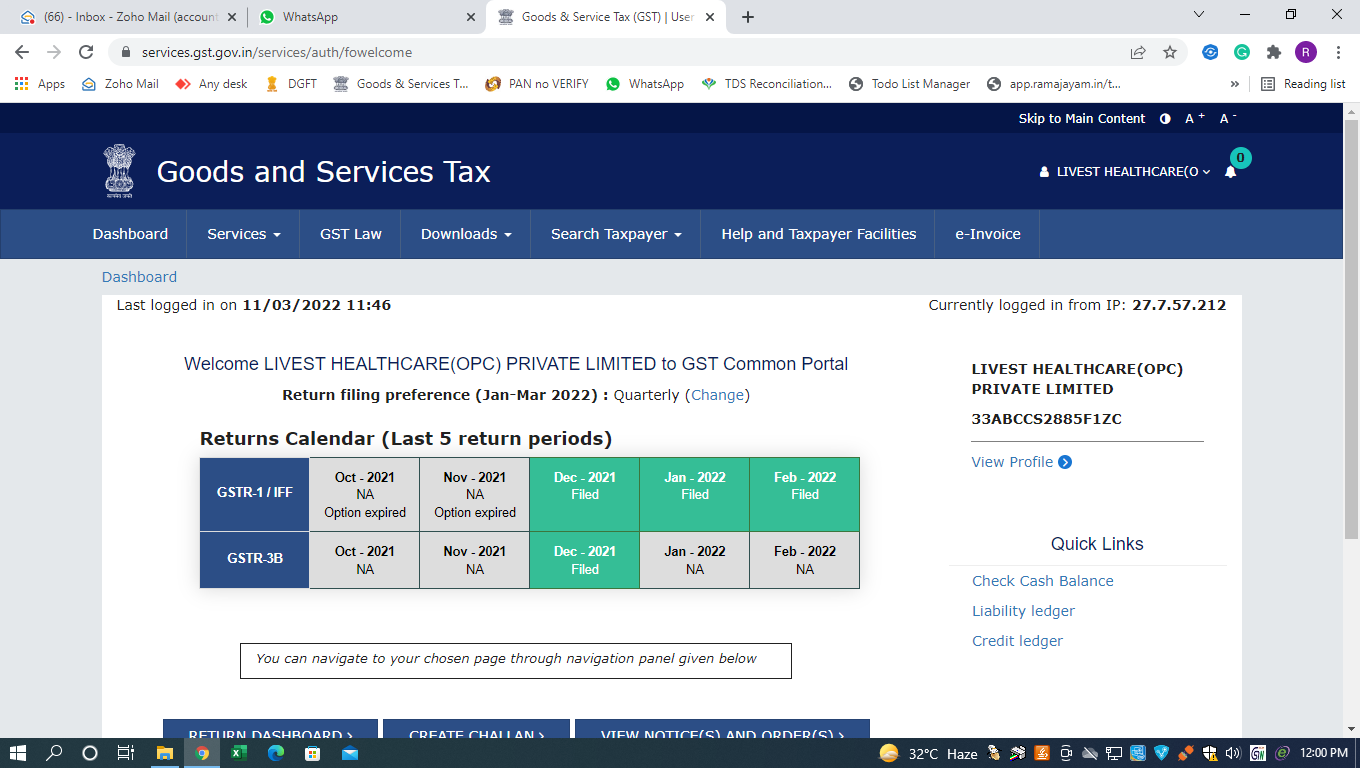 (66) - Inbox - Zoho Mail (account
WhatsApp
Goods & Service Tax (GST) | User
services.gst.gov.in/services/auth/fowelcome
R
Apps
Zoho Mail
Any desk
DGFT
Goods & Services T...
PAN no VERIFY
WhatsApp
TDS Reconciliation...
Todo List Manager
app.ramajayam.in/t...
»
Reading list
Skip to Main Content
A +
A -
Goods and Services Tax
LIVEST HEALTHCARE(O
0
Dashboard
Services
GST Law
Downloads
Search Taxpayer
Help and Taxpayer Facilities
e-Invoice
Dashboard
Last logged in on 11/03/2022 11:46
Currently logged in from IP: 27.7.57.212
Welcome LIVEST HEALTHCARE(OPC) PRIVATE LIMITED to GST Common Portal
Return filing preference (Jan-Mar 2022) : Quarterly (Change)
Returns Calendar (Last 5 return periods)
GSTR-1 / IFF
Oct - 2021
NA
Option expired
Nov - 2021
NA
Option expired
Dec - 2021
Filed
Jan - 2022
Filed
Feb - 2022
Filed
GSTR-3B
Oct - 2021
NA
Nov - 2021
NA
Dec - 2021
Filed
Jan - 2022
NA
Feb - 2022
NA
You can navigate to your chosen page through navigation panel given below
RETURN DASHBOARD >
CREATE CHALLAN >
VIEW NOTICE(S) AND ORDER(S) >
LIVEST HEALTHCARE(OPC)
PRIVATE LIMITED
33ABCCS2885F1ZC
View Profile
Quick Links
Check Cash Balance
Liability ledger
Credit ledger
32°C Haze
12:00 PM